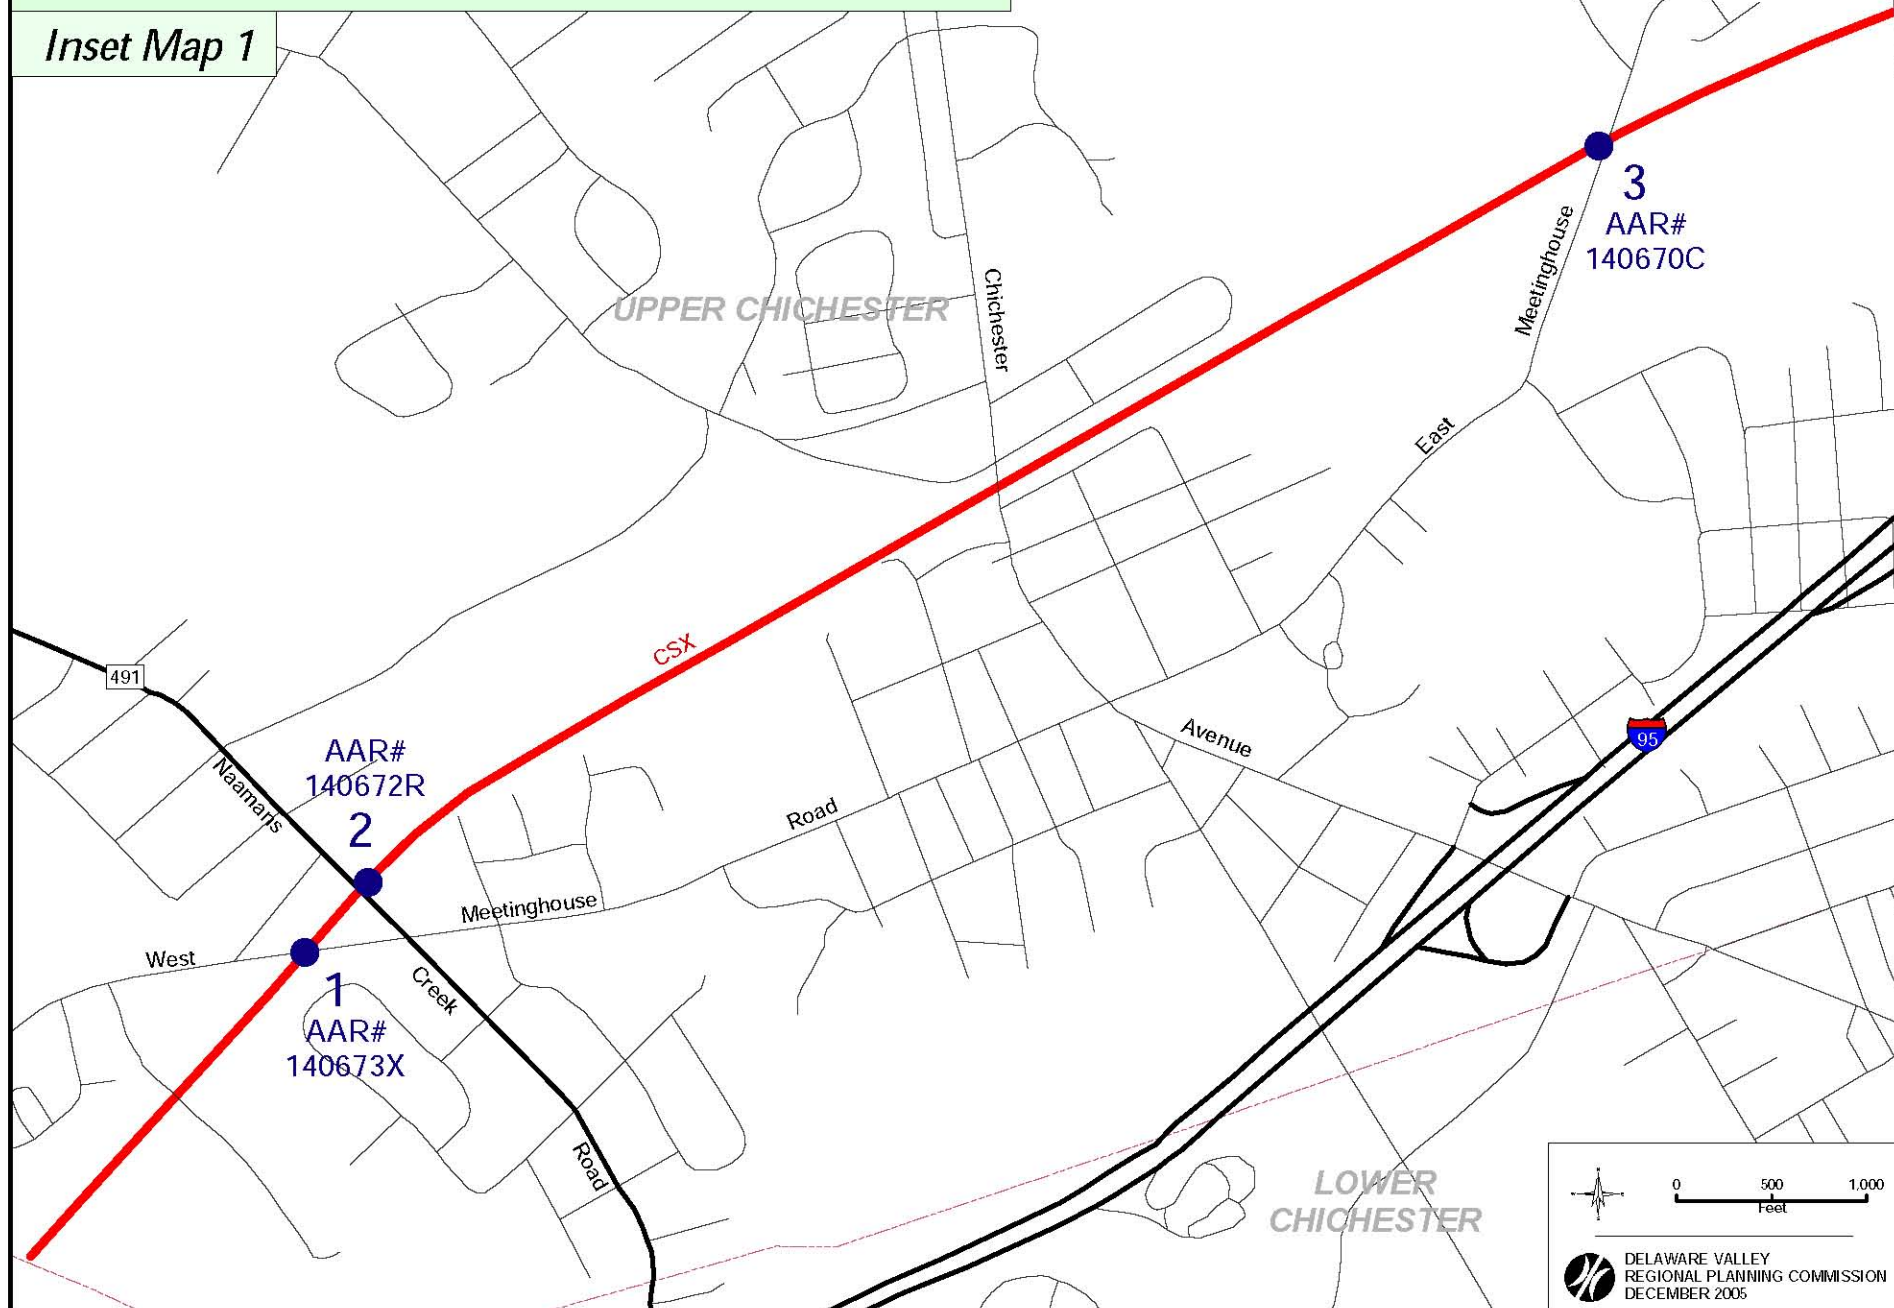 Inset Map 1
3
AAR#
140670C
Meetinghouse
UPPER CHICHESTER
Chichester
East
CSX
491
Naamans
AAR#
140672R
2
Avenue
95
Road
Meetinghouse
West
1
AAR#
140673X
Creek
Road
LOWER
CHICHESTER
0 500 1,000
Feet
DELAWARE VALLEY
REGIONAL PLANNING COMMISSION
DECEMBER 2005